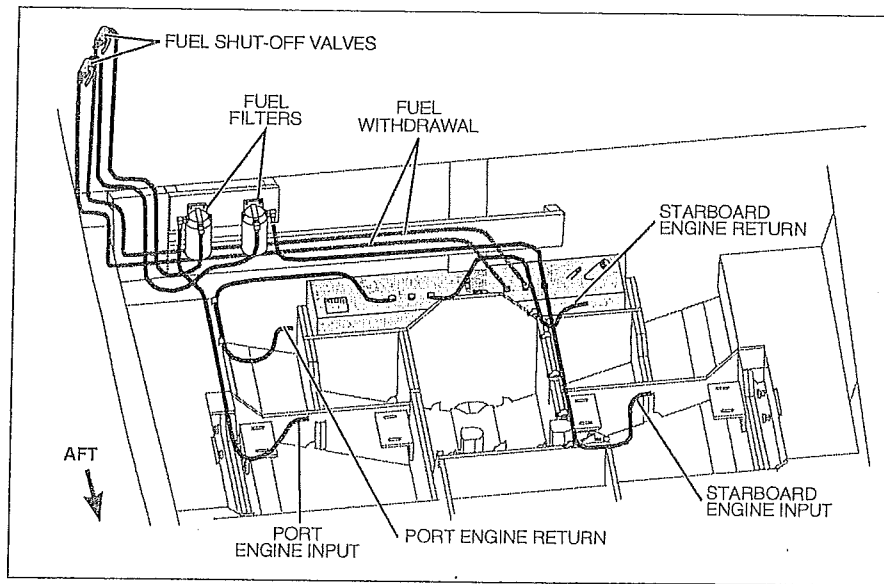 FUEL SHUT-OFF VALVES
FUEL
FILTERS
FUEL
WITHDRAWAL
STARBOARD
ENGINE RETURN
AFT
PORT
ENGINE INPUT
PORT ENGINE RETURN
STARBOARD
ENGINE INPUT